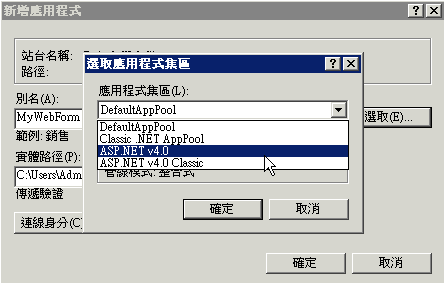 新增應用程式
站台名稱:
路徑:
別名(A):
MyWebForm
範例: 銷售
實體路徑(P):
C:\Users\Adm
傳遞驗證
連線身分(C)
選取(E)...
確定
取消
選取應用程式集區
應用程式集區(L):
DefaultAppPool
DefaultAppPool
Classic .NET AppPool
ASP.NET v4.0
ASP.NET v4.0 Classic
管線模式: 整合式
確定
取消